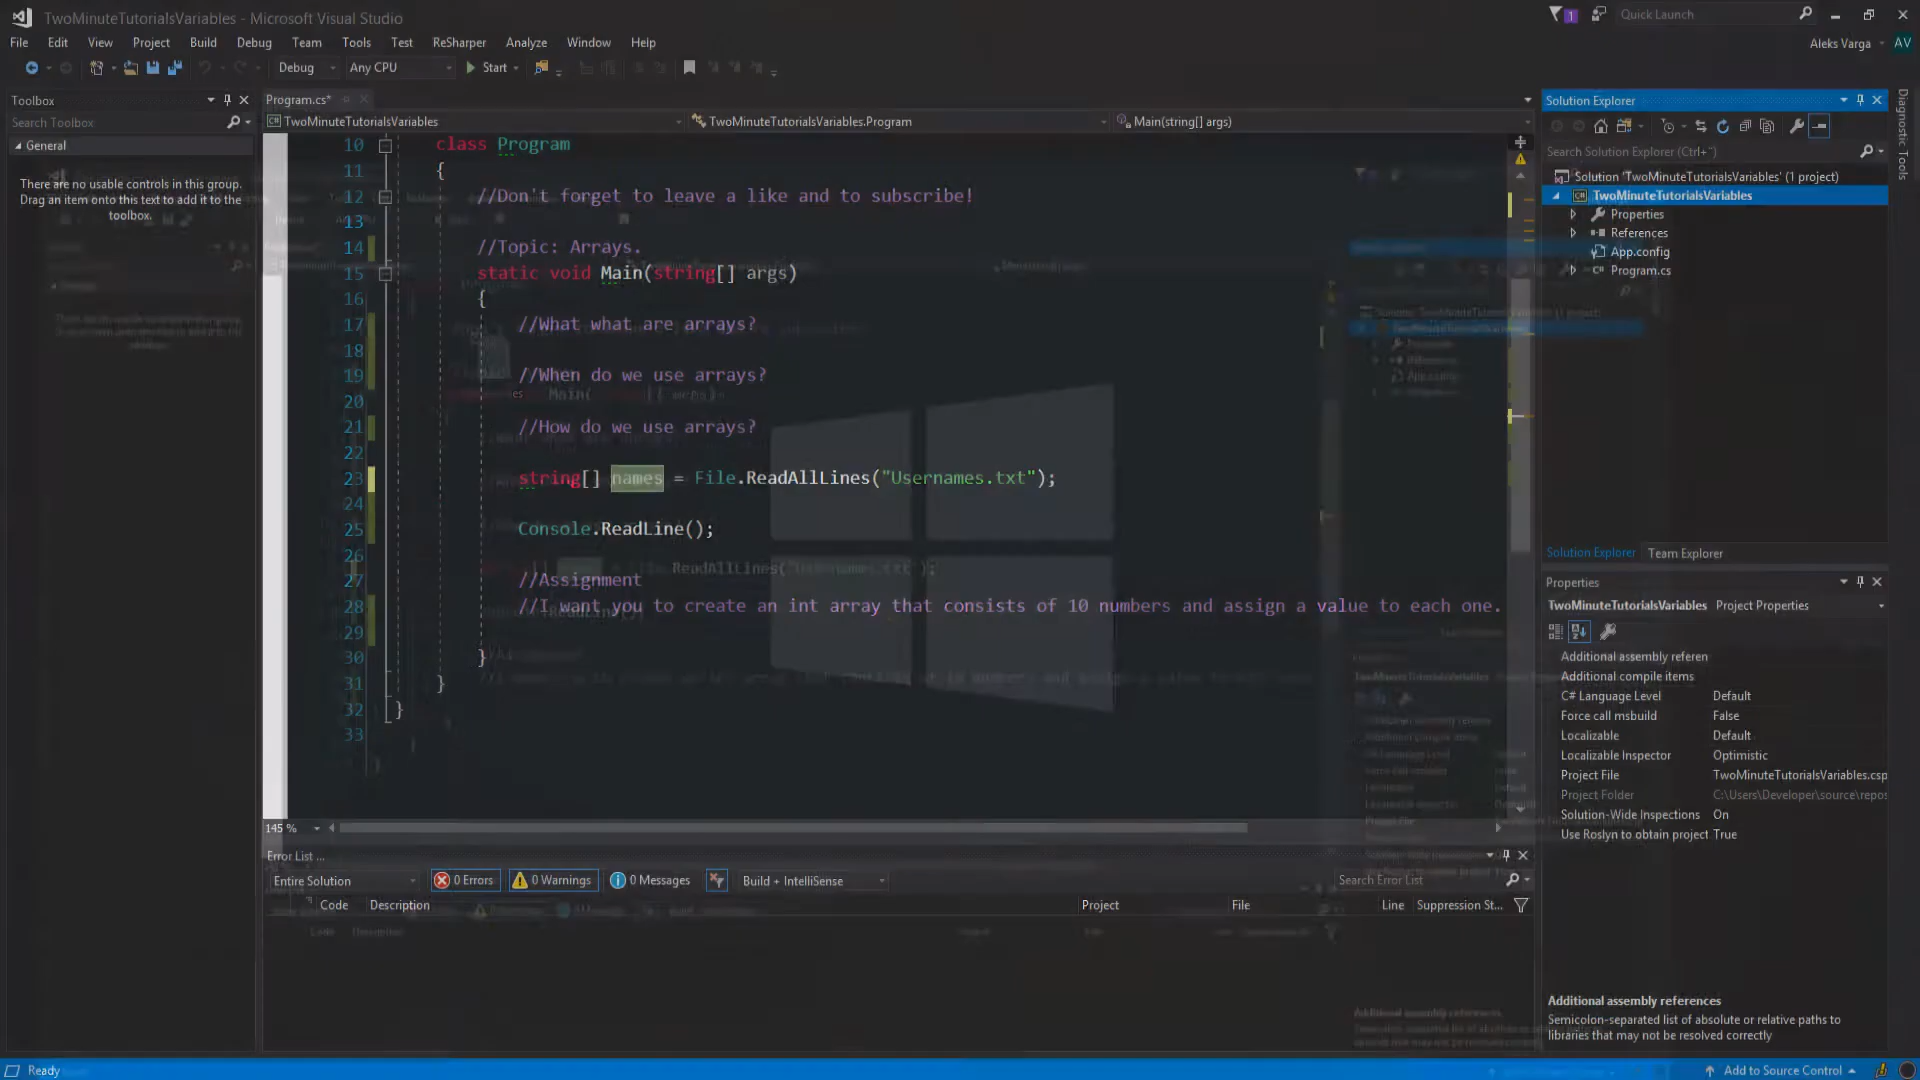 TwoMinuteTutorialsVariables - Microsoft Visual Studio
1
Quick Launch
File Edit View Project Build Debug Team Tools Test ReSharper Analyze Window Help
Aleks Varga AV
Debug Any CPU Start
Toolbox
Search Toolbox
General
There are no usable controls in this group.
Drag an item onto this text to add it to the
toolbox.
Program.cs*
TwoMinuteTutorialsVariables TwoMinuteTutorialsVariables.Program Main(string[] args)
10 class Program
11 {
12 //Don't forget to leave a like and to subscribe!
13
14 //Topic: Arrays.
15 static void Main(string[] args)
16 {
17 //What what are arrays?
18
19 //When do we use arrays?
20
21 //How do we use arrays?
22
23 string[] names = File.ReadAllLines("Usernames.txt");
24
25 Console.ReadLine();
26
27 //Assignment
28 //I want you to create an int array that consists of 10 numbers and assign a value to each one.
29
30 }
31 }
32 }
33
145 %
Error List ...
Entire Solution 0 Errors 0 Warnings 0 Messages Build + IntelliSense Search Error List
Code Description Project File Line Suppression St...
Solution Explorer
Search Solution Explorer (Ctrl+¨)
Solution 'TwoMinuteTutorialsVariables' (1 project)
TwoMinuteTutorialsVariables
Properties
References
App.config
Program.cs
Solution Explorer Team Explorer
Properties
TwoMinuteTutorialsVariables Project Properties
Additional assembly referen
Additional compile items
C# Language Level Default
Force call msbuild False
Localizable Default
Localizable Inspector Optimistic
Project File TwoMinuteTutorialsVariables.csp
Project Folder C:\Users\Developer\source\repos
Solution-Wide Inspections On
Use Roslyn to obtain project True
Additional assembly references
Semicolon-separated list of absolute or relative paths to
libraries that may not be resolved correctly
Diagnostic Tools
Ready
Add to Source Control